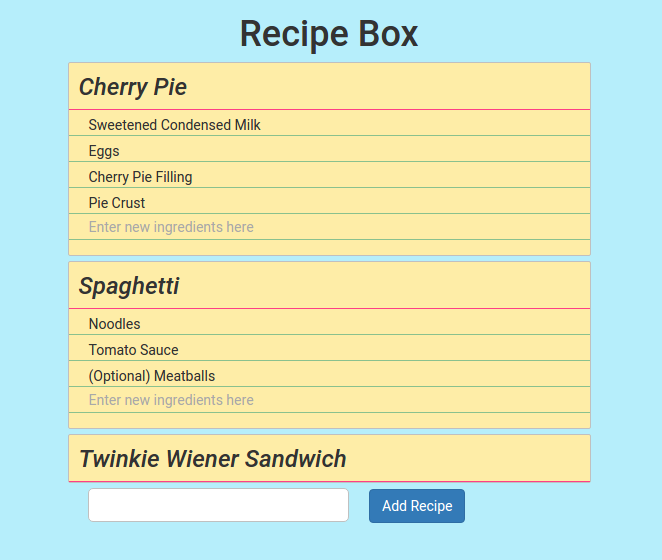 Recipe Box
Cherry Pie
Sweetened Condensed Milk
Eggs
Cherry Pie Filling
Pie Crust
Enter new ingredients here
Spaghetti
Noodles
Tomato Sauce
(Optional) Meatballs
Enter new ingredients here
Twinkie Wiener Sandwich
Add Recipe